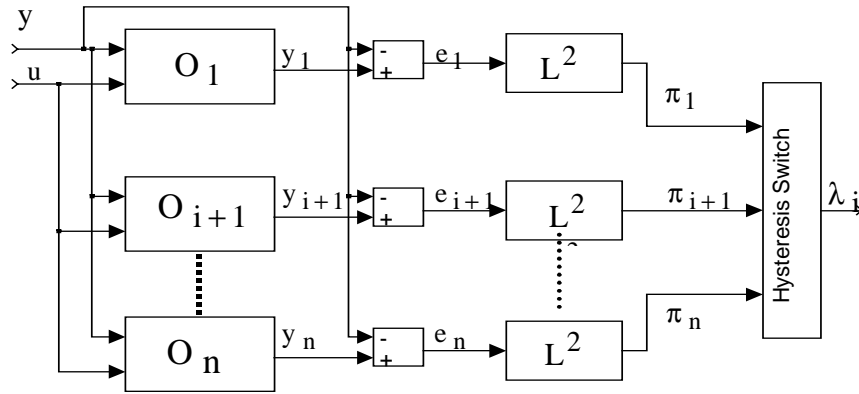 y
u
O 1
y 1
-
+
e 1
L 2
π 1
O i+1
y i+1
-
+
e i+1
L 2
π i+1
Hysteresis Switch
λ i
O n
y n
-
+
e n
L 2
π n